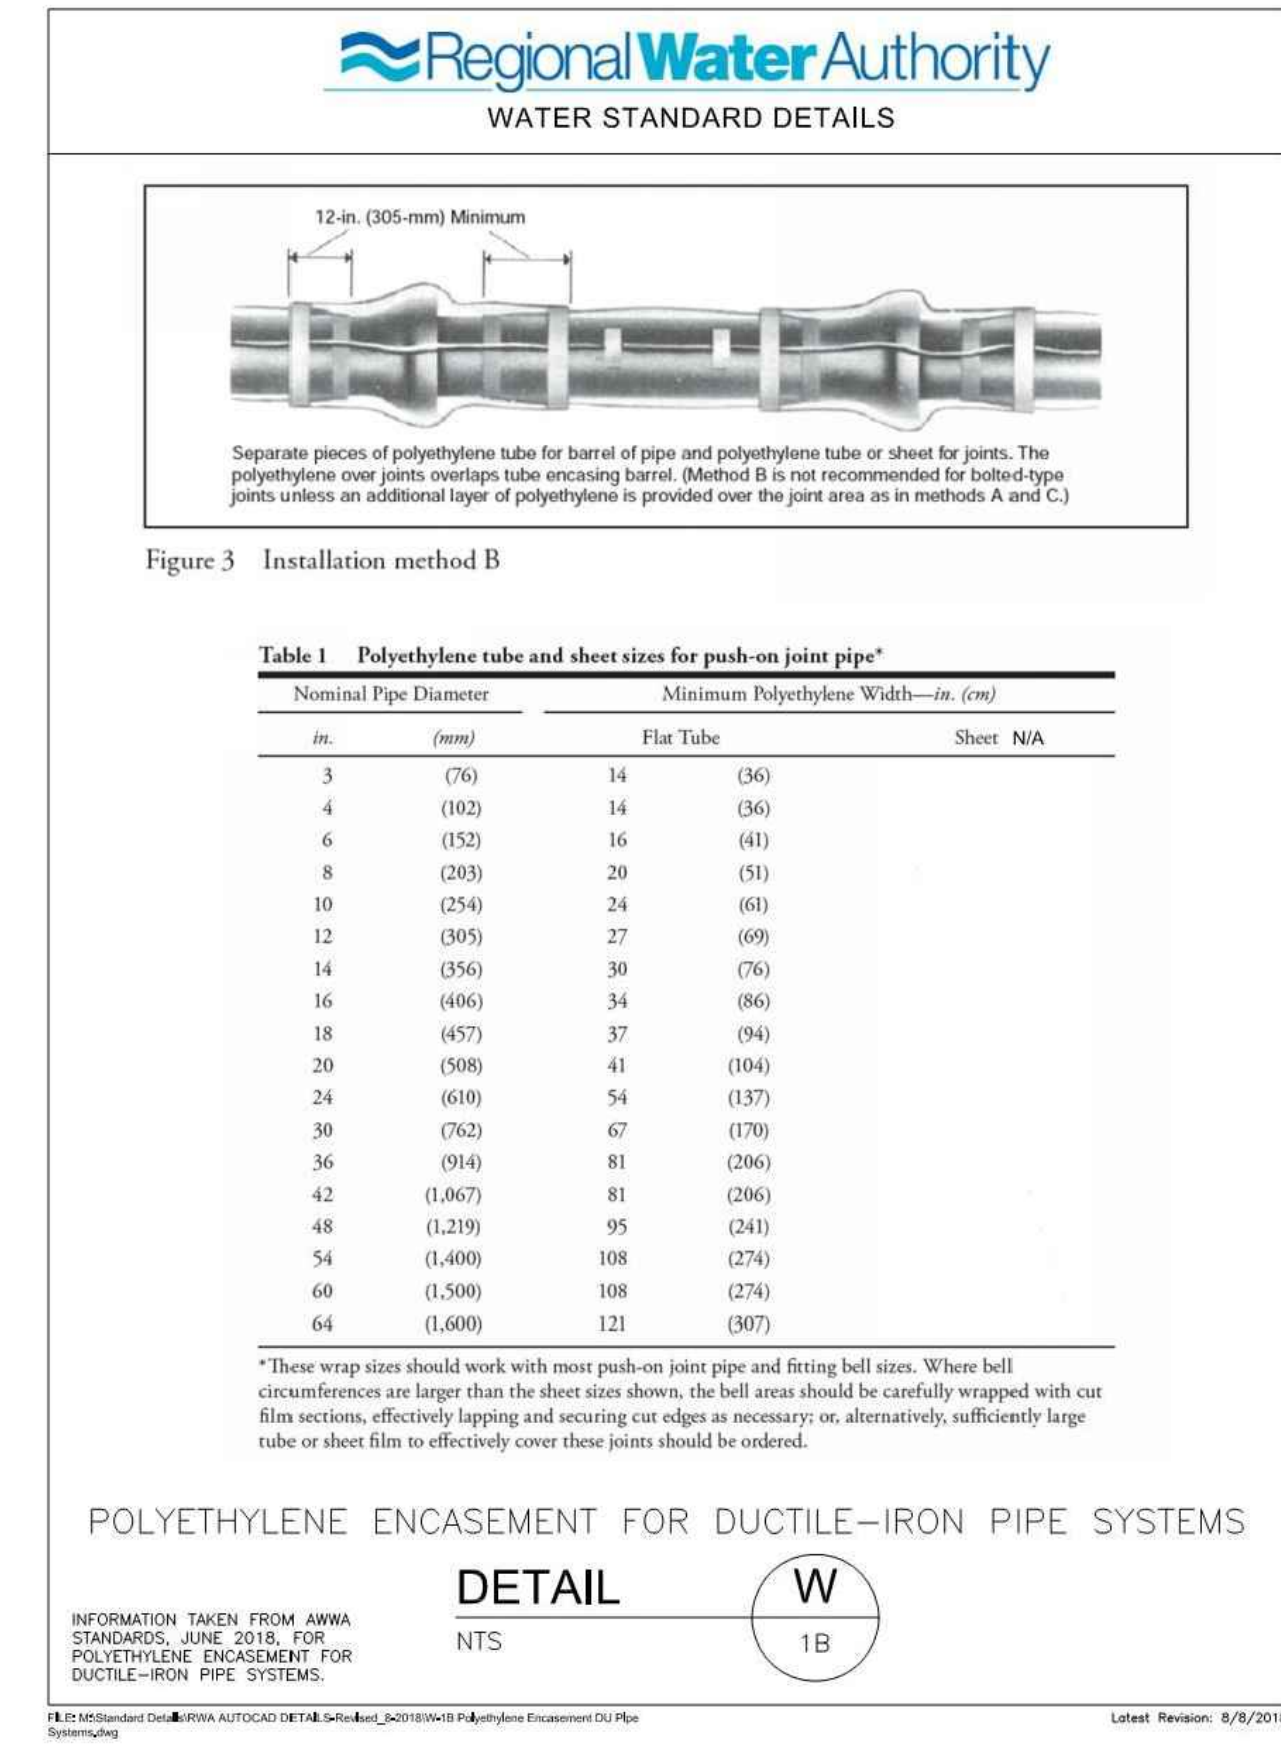 Regional Water Authority
WATER STANDARD DETAILS
12-in. (305-mm) Minimum
Separate pieces of polyethylene tube for barrel of pipe and polyethylene tube or sheet for joints. The
polyethylene over joints overlaps tube encasing barrel. (Method B is not recommended for bolted-type
joints unless an additional layer of polyethylene is provided over the joint area as in methods A and C.)
Figure 3 Installation method B
Table 1 Polyethylene tube and sheet sizes for push-on joint pipe*
Nominal Pipe Diameter Minimum Polyethylene Width—in. (cm)
in. (mm) Flat Tube Sheet N/A
3 (76) 14 (36)
4 (102) 14 (36)
6 (152) 16 (41)
8 (203) 20 (51)
10 (254) 24 (61)
12 (305) 27 (69)
14 (356) 30 (76)
16 (406) 34 (86)
18 (457) 37 (94)
20 (508) 41 (104)
24 (610) 54 (137)
30 (762) 67 (170)
36 (914) 81 (206)
42 (1,067) 81 (206)
48 (1,219) 95 (241)
54 (1,400) 108 (274)
60 (1,500) 108 (274)
64 (1,600) 121 (307)
*These wrap sizes should work with most push-on joint pipe and fitting bell sizes. Where bell
circumferences are larger than the sheet sizes shown, the bell areas should be carefully wrapped with cut
film sections, effectively lapping and securing cut edges as necessary; or, alternatively, sufficiently large
tube or sheet film to effectively cover these joints should be ordered.
POLYETHYLENE ENCASEMENT FOR DUCTILE-IRON PIPE SYSTEMS
DETAIL
NTS
W
1B
INFORMATION TAKEN FROM AWWA
STANDARDS, JUNE 2018, FOR
POLYETHYLENE ENCASEMENT FOR
DUCTILE-IRON PIPE SYSTEMS.
FILE: M:\Standard Details\RWA AUTOCAD DETAILS-Revised_8-2018\W-1B Polyethylene Encasement DU Pipe
Systems.dwg
Latest Revision: 8/8/2018